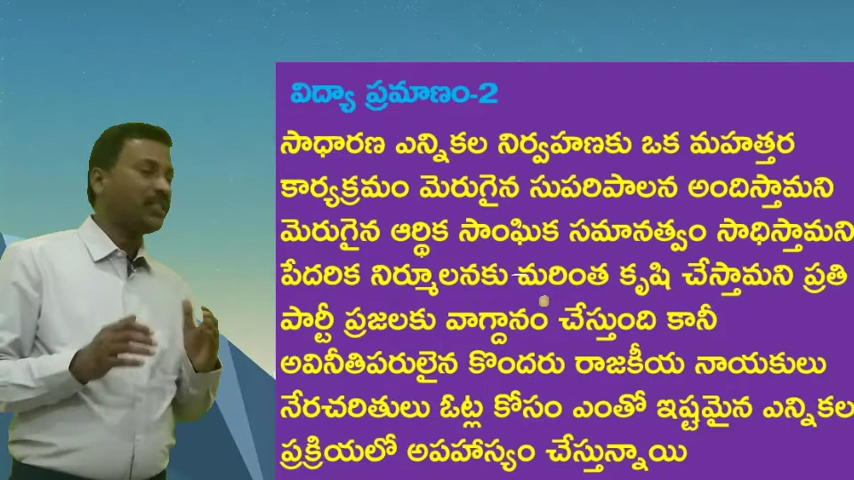 విద్యా ప్రమాణం-2
సాధారణ ఎన్నికల నిర్వహణకు ఒక మహత్తర
కార్యక్రమం మెరుగైన సుపరిపాలన అందిస్తామని
మెరుగైన ఆర్థిక సాంఘిక సమానత్వం సాధిస్తామని
పేదరిక నిర్మూలనకు మరింత కృషి చేస్తామని ప్రతి
పార్టీ ప్రజలకు వాగ్దానం చేస్తుంది కానీ
అవినీతిపరులైన కొందరు రాజకీయ నాయకులు
నేరచరితులు ఓట్ల కోసం ఎంతో ఇష్టమైన ఎన్నికల
ప్రక్రియలో అపహాస్యం చేస్తున్నాయి